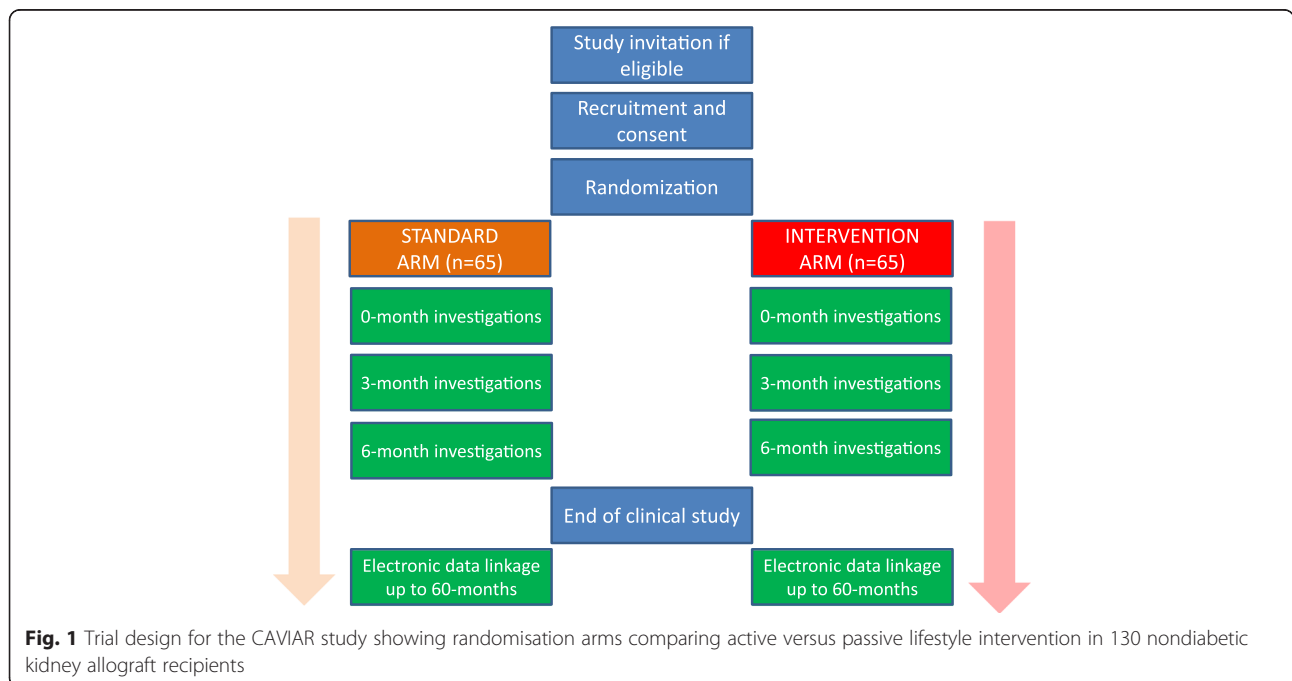 Study invitation if
eligible
Recruitment and
consent
Randomization
STANDARD
ARM (n=65)
INTERVENTION
ARM (n=65)
0-month investigations
0-month investigations
3-month investigations
3-month investigations
6-month investigations
6-month investigations
End of clinical study
Electronic data linkage
up to 60-months
Electronic data linkage
up to 60-months
Fig. 1 Trial design for the CAVIAR study showing randomisation arms comparing active versus passive lifestyle intervention in 130 nondiabetic
kidney allograft recipients